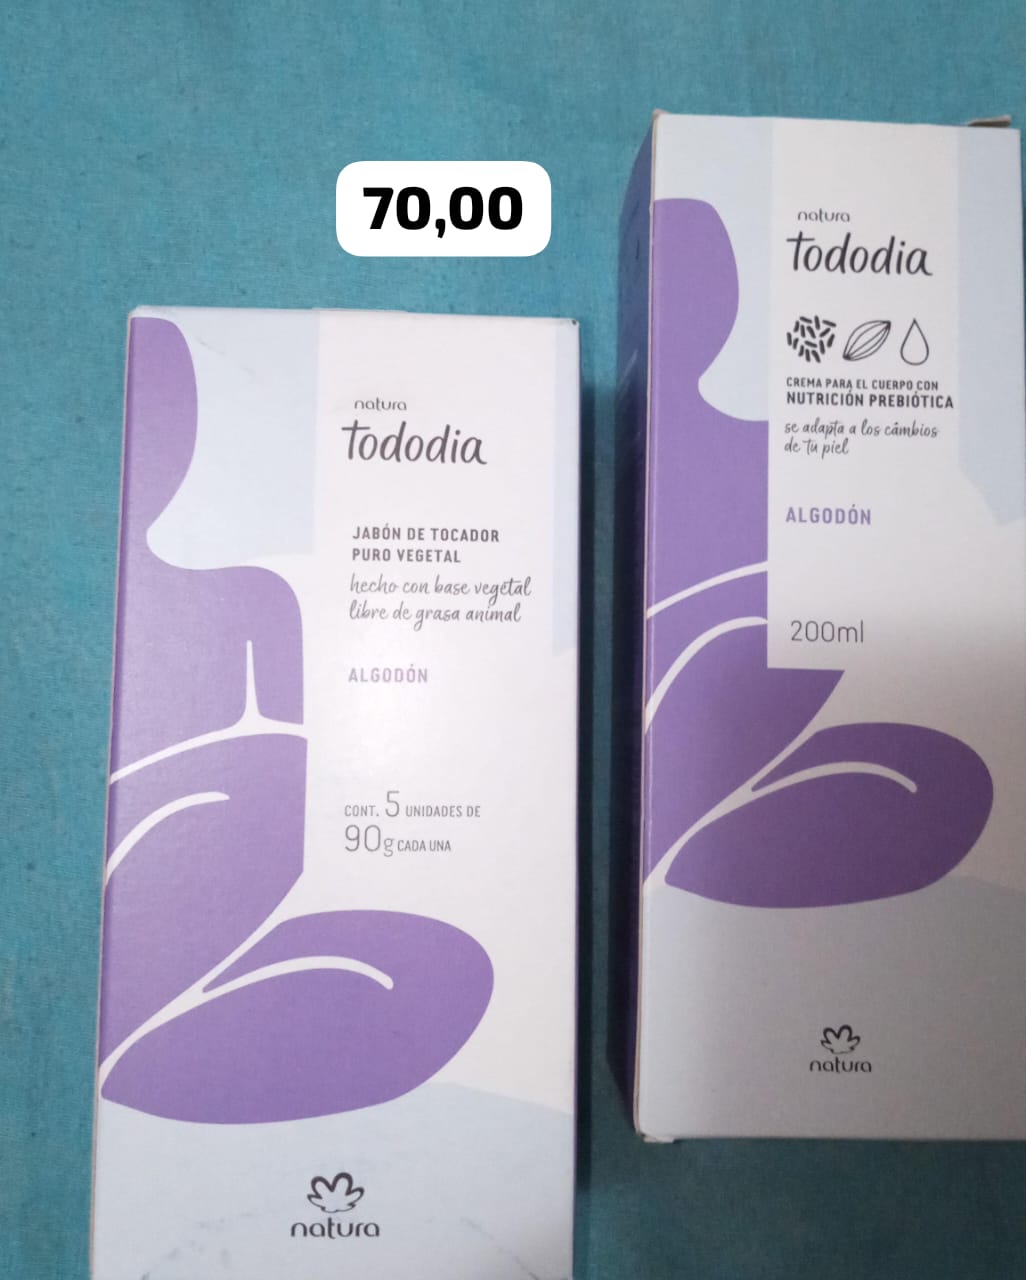 70,00
natura
tododia
JABÓN DE TOCADOR
PURO VEGETAL
hecho con base vegetal
libre de grasa animal
ALGODÓN
CONT. 5 UNIDADES DE
90g CADA UNA
natura
natura
tododia
CREMA PARA EL CUERPO CON
NUTRICIÓN PREBIÓTICA
se adapta a los câmbios
de tu piel
ALGODÓN
200ml
natura